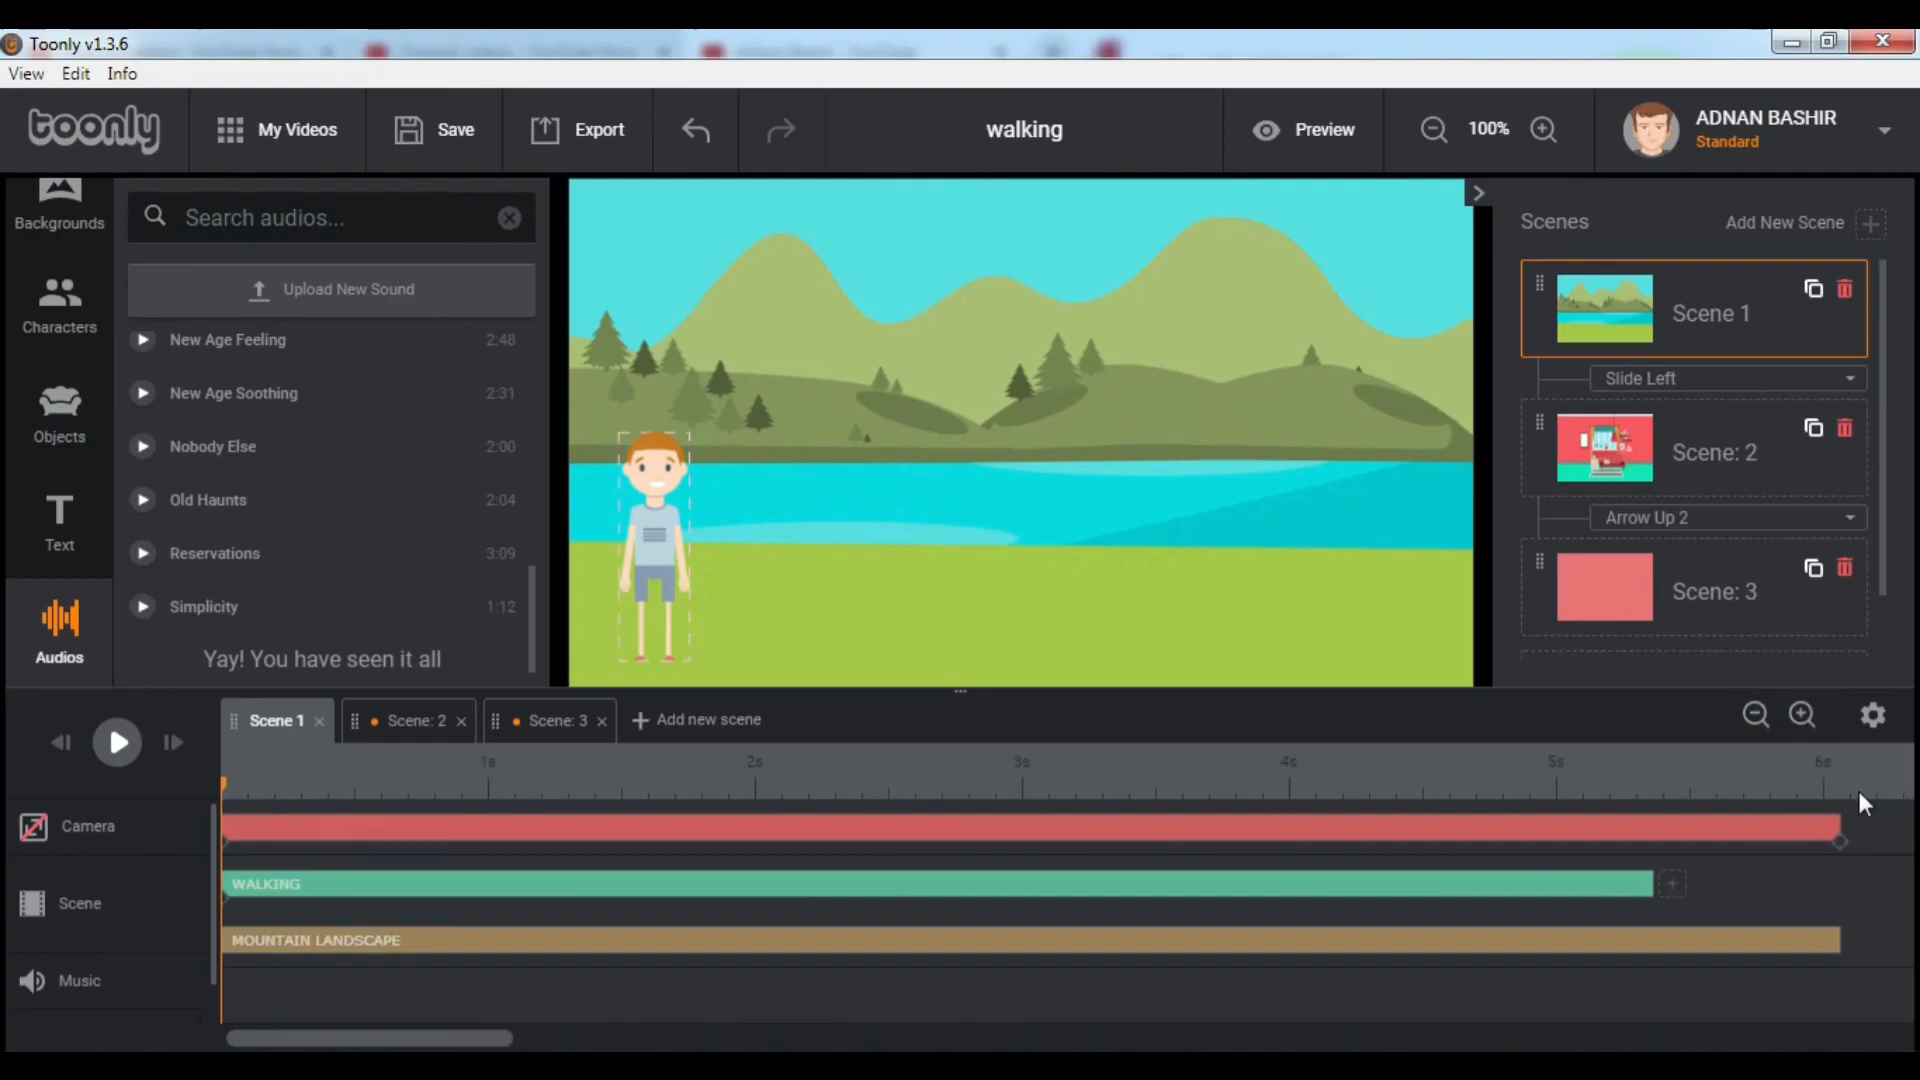 Toonly v1.3.6
View Edit Info
toonly
My Videos
Save
Export
walking
Preview
100%
ADNAN BASHIR
Standard
Backgrounds
Characters
Objects
Text
Audios
Search audios...
Upload New Sound
New Age Feeling 2:48
New Age Soothing 2:31
Nobody Else 2:00
Old Haunts 2:04
Reservations 3:09
Simplicity 1:12
Yay! You have seen it all
Scenes
Add New Scene
Scene 1
Slide Left
Scene: 2
Arrow Up 2
Scene: 3
Scene 1
Scene: 2
Scene: 3
Add new scene
1s 2s 3s 4s 5s 6s
Camera
Scene
WALKING
MOUNTAIN LANDSCAPE
Music